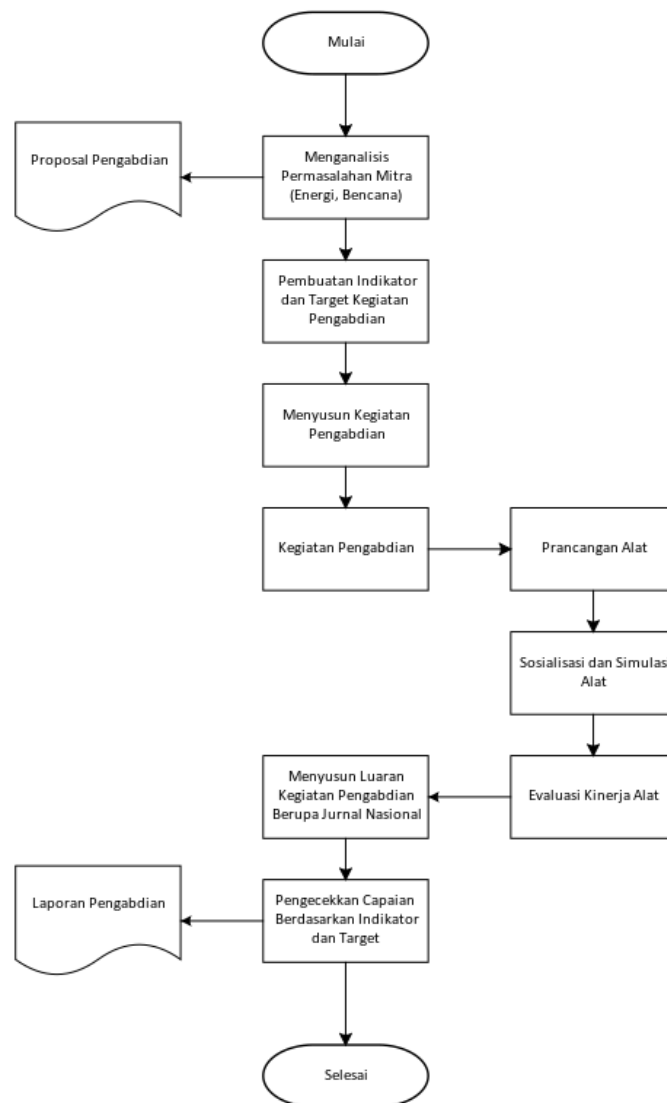 Mulai
Proposal Pengabdian
Menganalisis
Permasalahan Mitra
(Energi, Bencana)
Pembuatan Indikator
dan Target Kegiatan
Pengabdian
Menyusun Kegiatan
Pengabdian
Kegiatan Pengabdian
Prancangan Alat
Sosialisasi dan Simulas
Alat
Evaluasi Kinerja Alat
Menyusun Luaran
Kegiatan Pengabdian
Berupa Jurnal Nasional
Laporan Pengabdian
Pengecekkan Capaian
Berdasarkan Indikator
dan Target
Selesai